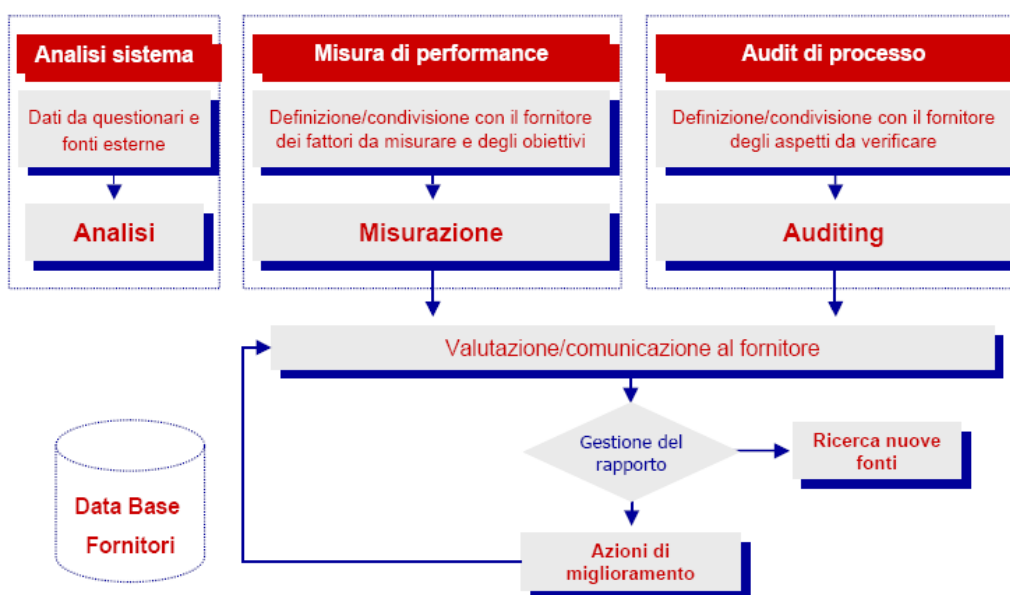 Analisi sistema
Misura di performance
Audit di processo
Dati da questionari e
fonti esterne
Definizione/condivisione con il fornitore
dei fattori da misurare e degli obiettivi
Definizione/condivisione con il fornitore
degli aspetti da verificare
Analisi
Misurazione
Auditing
Valutazione/comunicazione al fornitore
Gestione del
rapporto
Ricerca nuove
fonti
Data Base
Fornitori
Azioni di
miglioramento